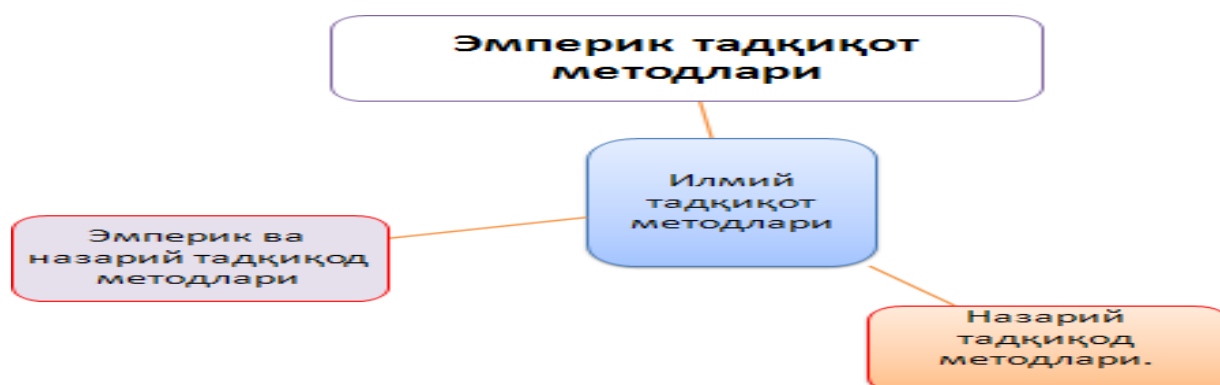 Эмперик тадқиқот
методлари
Илмий
тадқиқот
методлари
Эмперик ва
назарий тадқиқод
методлари
Назарий
тадқиқод
методлари.